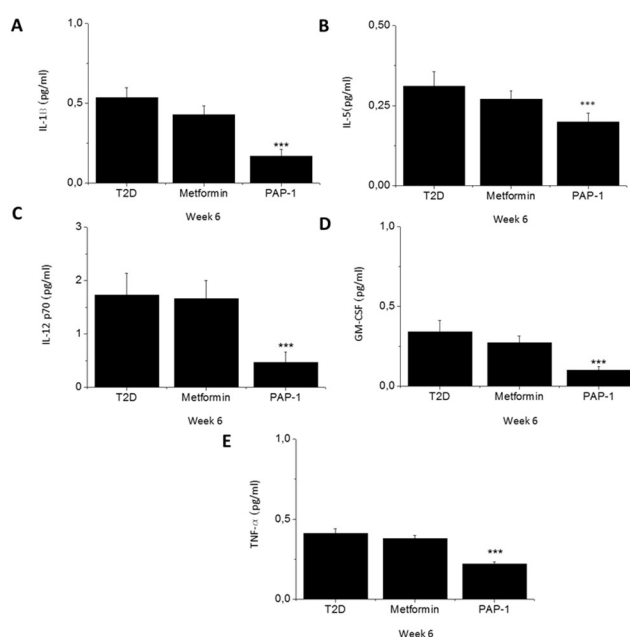 A
1,0
0,5
0,0
IL-1β (pg/ml)
***
T2D Metformin PAP-1
Week 6
B
0,50
0,25
0,00
IL-5(pg/ml)
***
T2D Metformin PAP-1
Week 6
C
3
2
1
0
IL-12 p70 (pg/ml)
***
T2D Metformin PAP-1
Week 6
D
1,0
0,5
0,0
GM-CSF (pg/ml)
***
T2D Metformin PAP-1
Week 6
E
1,0
0,5
0,0
TNF-α (pg/ml)
***
T2D Metformin PAP-1
Week 6